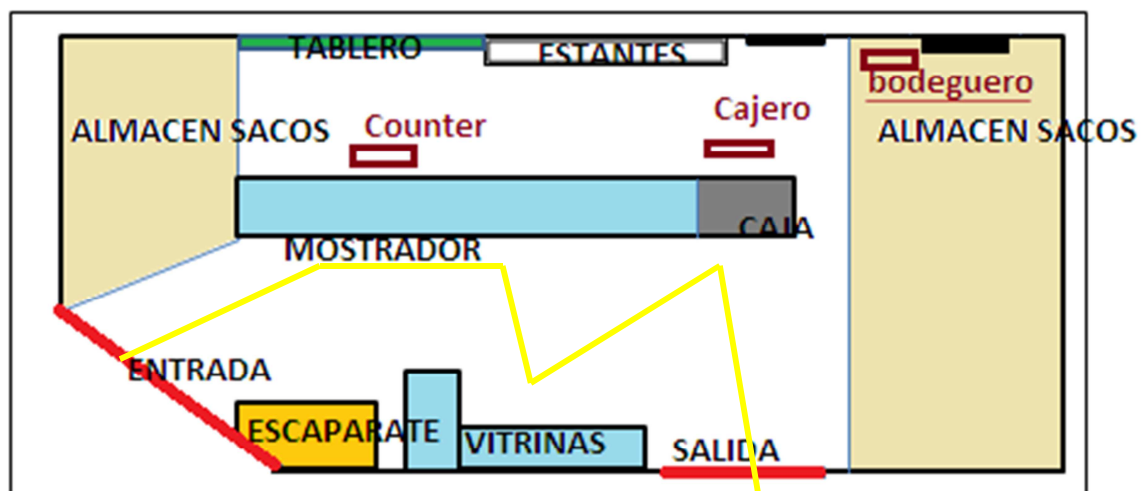 TABLERO
ESTANTES
bodeguero
Cajero
Counter
ALMACEN SACOS
ALMACEN SACOS
CAJA
MOSTRADOR
ENTRADA
ESCAPARATE
VITRINAS
SALIDA